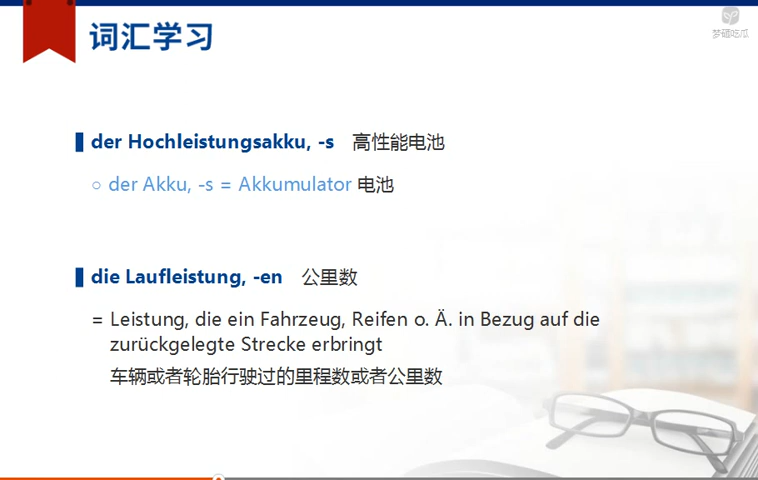 词汇学习
梦硒吃瓜
der Hochleistungsakku, -s 高性能电池
○ der Akku, -s = Akkumulator 电池
die Laufleistung, -en 公里数
= Leistung, die ein Fahrzeug, Reifen o. Ä. in Bezug auf die
zurückgelegte Strecke erbringt
车辆或者轮胎行驶过的里程数或者公里数